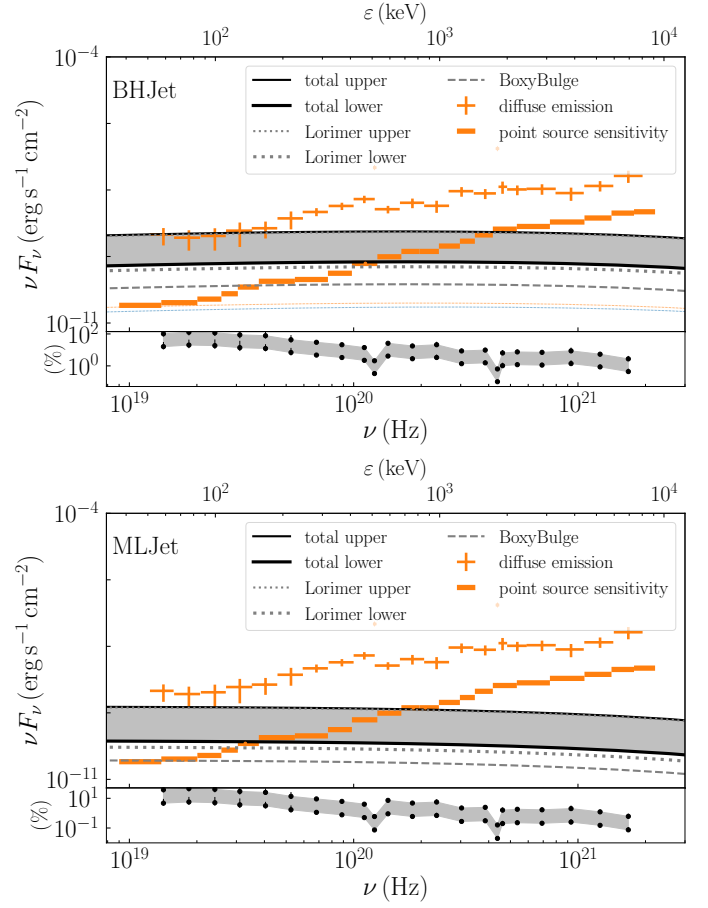 ε (keV)
10² 10³ 10⁴
10⁻⁴
BHJet
total upper
total lower
Lorimer upper
Lorimer lower
BoxyBulge
diffuse emission
point source sensitivity
νFν (erg s⁻¹ cm⁻²)
10⁻¹¹
10²
10⁰
(%)
10¹⁹ 10²⁰ 10²¹
ν (Hz)
ε (keV)
10² 10³ 10⁴
10⁻⁴
MLJet
total upper
total lower
Lorimer upper
Lorimer lower
BoxyBulge
diffuse emission
point source sensitivity
νFν (erg s⁻¹ cm⁻²)
10⁻¹¹
10¹
10⁻¹
(%)
10¹⁹ 10²⁰ 10²¹
ν (Hz)